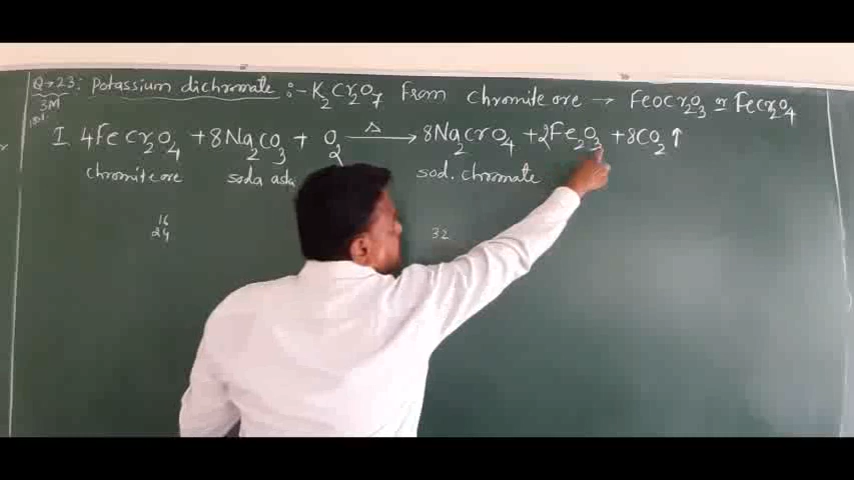 Q→23: Potassium dichromate :- K2Cr2O7 From Chromite ore → FeOCr2O3 or FeCr2O4
3M
I. 4FeCr2O4 + 8Na2CO3 + O2 —Δ→ 8Na2CrO4 + 2Fe2O3 + 8CO2 ↑
chromite ore soda ash sod. chromate
16
24
32